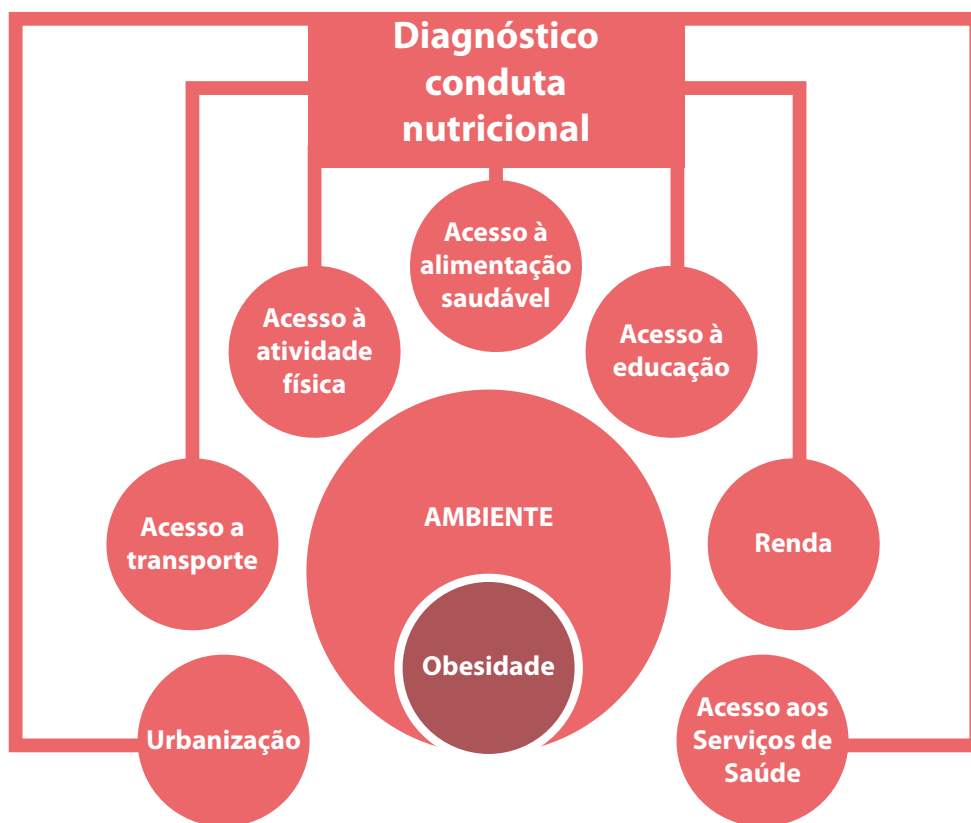 Diagnóstico
conduta
nutricional
Acesso à
alimentação
saudável
Acesso à
atividade
física
Acesso à
educação
AMBIENTE
Acesso a
transporte
Renda
Obesidade
Urbanização
Acesso aos
Serviços de
Saúde